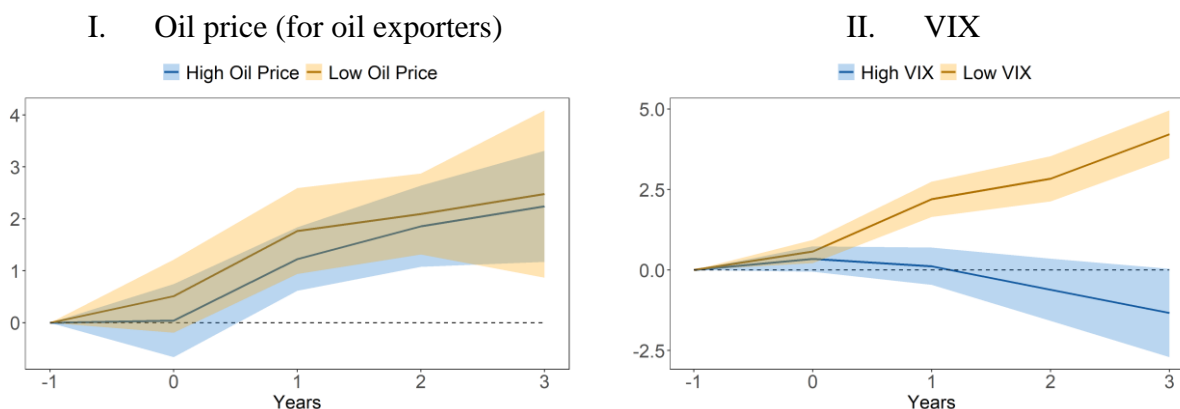 I. Oil price (for oil exporters)
High Oil Price Low Oil Price
4
3
2
1
0
-1 0 1 2 3
Years
II. VIX
High VIX Low VIX
5.0
2.5
0.0
-2.5
-1 0 1 2 3
Years